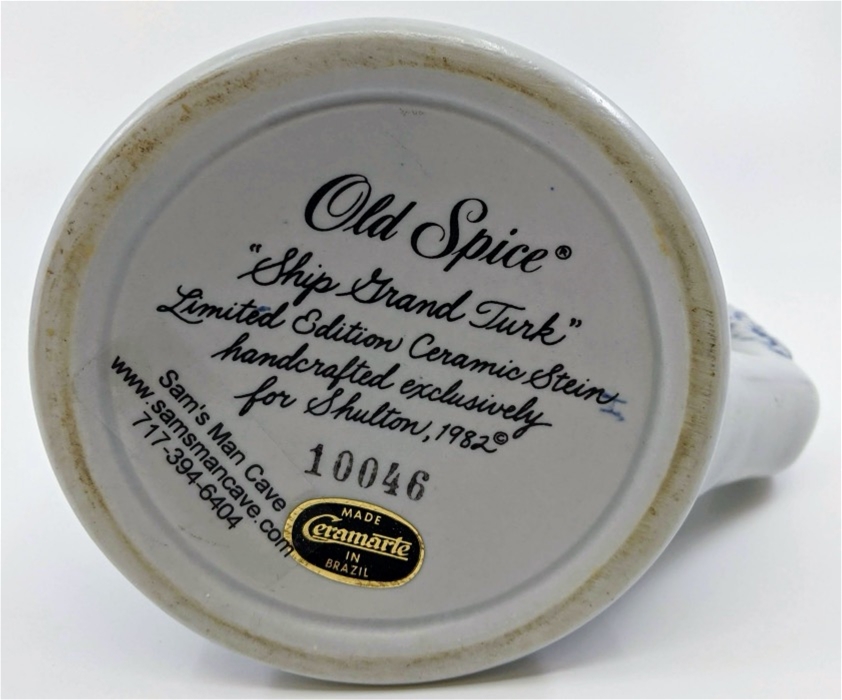 Old Spice®
"Ship Grand Turk"
Limited Edition Ceramic Stein
handcrafted exclusively
for Shulton, 1982©
10046
Sam's Man Cave
www.samsmancave.com
717-394-6404
MADE
Ceramarte
IN
BRAZIL